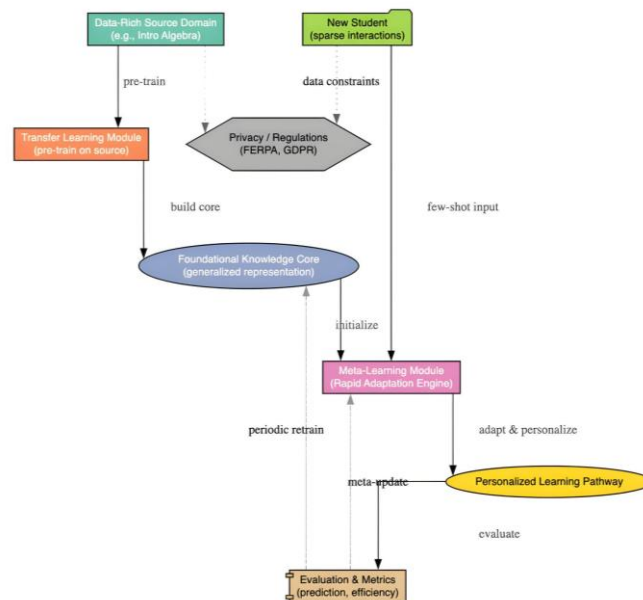 Data-Rich Source Domain
(e.g., Intro Algebra)
New Student
(sparse interactions)
pre-train
data constraints
Transfer Learning Module
(pre-train on source)
Privacy / Regulations
(FERPA, GDPR)
build core
few-shot input
Foundational Knowledge Core
(generalized representation)
initialize
Meta-Learning Module
(Rapid Adaptation Engine)
periodic retrain
adapt & personalize
meta-update
Personalized Learning Pathway
evaluate
Evaluation & Metrics
(prediction, efficiency)